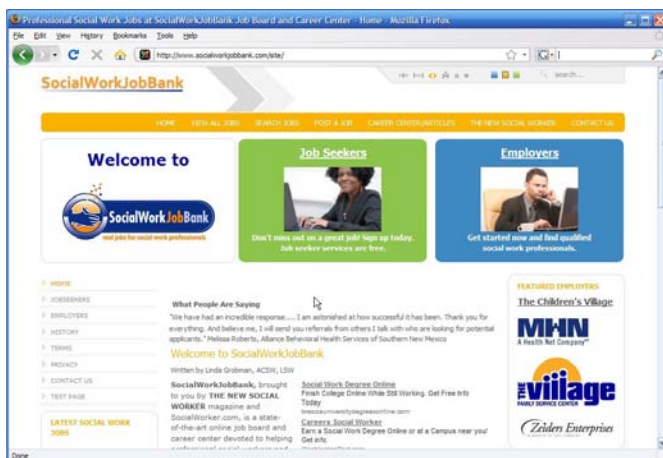 Professional Social Work Jobs at SocialWorkJobBank Job Board and Career Center - Home - Mozilla Firefox
File Edit View History Bookmarks Tools Help
http://www.socialworkjobbank.com/site/
SocialWorkJobBank
search...
HOME VIEW ALL JOBS SEARCH JOBS POST A JOB CAREER CENTER/ARTICLES THE NEW SOCIAL WORKER CONTACT US
Welcome to
SocialWorkJobBank
real jobs for social work professionals
Job Seekers
Don't miss out on a great job! Sign up today.
Job seeker services are free.
Employers
Get started now and find qualified
social work professionals.
HOME
JOBSEEKERS
EMPLOYERS
HISTORY
TERMS
PRIVACY
CONTACT US
TEST PAGE
LATEST SOCIAL WORK
JOBS
What People Are Saying
"We have had an incredible response..... I am astonished at how successful it has been. Thank you for
everything. And believe me, I will send you referrals from others I talk with who are looking for potential
applicants." Melissa Roberts, Alliance Behavioral Health Services of Southern New Mexico
Welcome to SocialWorkJobBank
Written by Linda Grobman, ACSW, LSW
SocialWorkJobBank, brought
to you by THE NEW SOCIAL
WORKER magazine and
SocialWorker.com, is a state-
of-the-art online job board and
career center devoted to helping
professional social workers and
Social Work Degree Online
Finish College Online While Still Working. Get Free Info
Today
bresciauniversitydegreesonline.com
Careers Social Worker
Earn a Social Work Degree Online or at a Campus near you!
Get info.
FEATURED EMPLOYERS
The Children's Village
MHN
A Health Net Company
THE village
FAMILY SERVICE CENTER
Zeiders Enterprises
Done